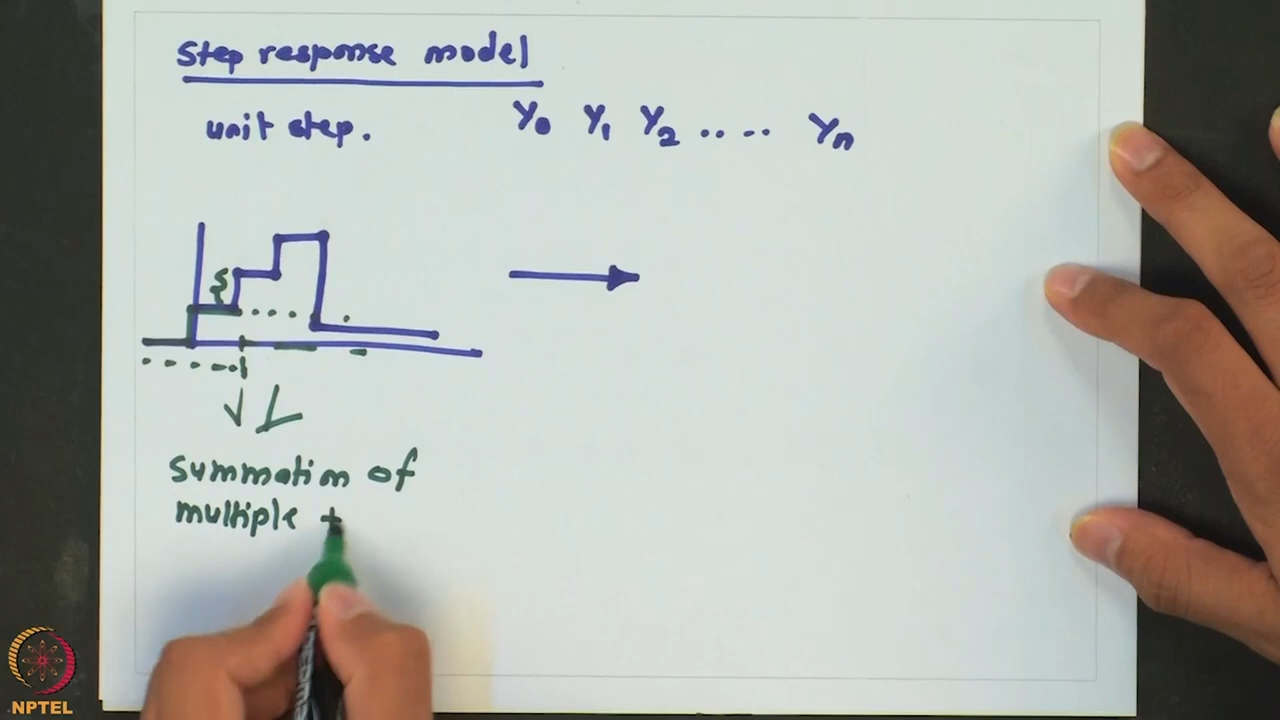 Step response model
unit step.
Y0 Y1 Y2 ..... Yn
summation of
multiple
NPTEL